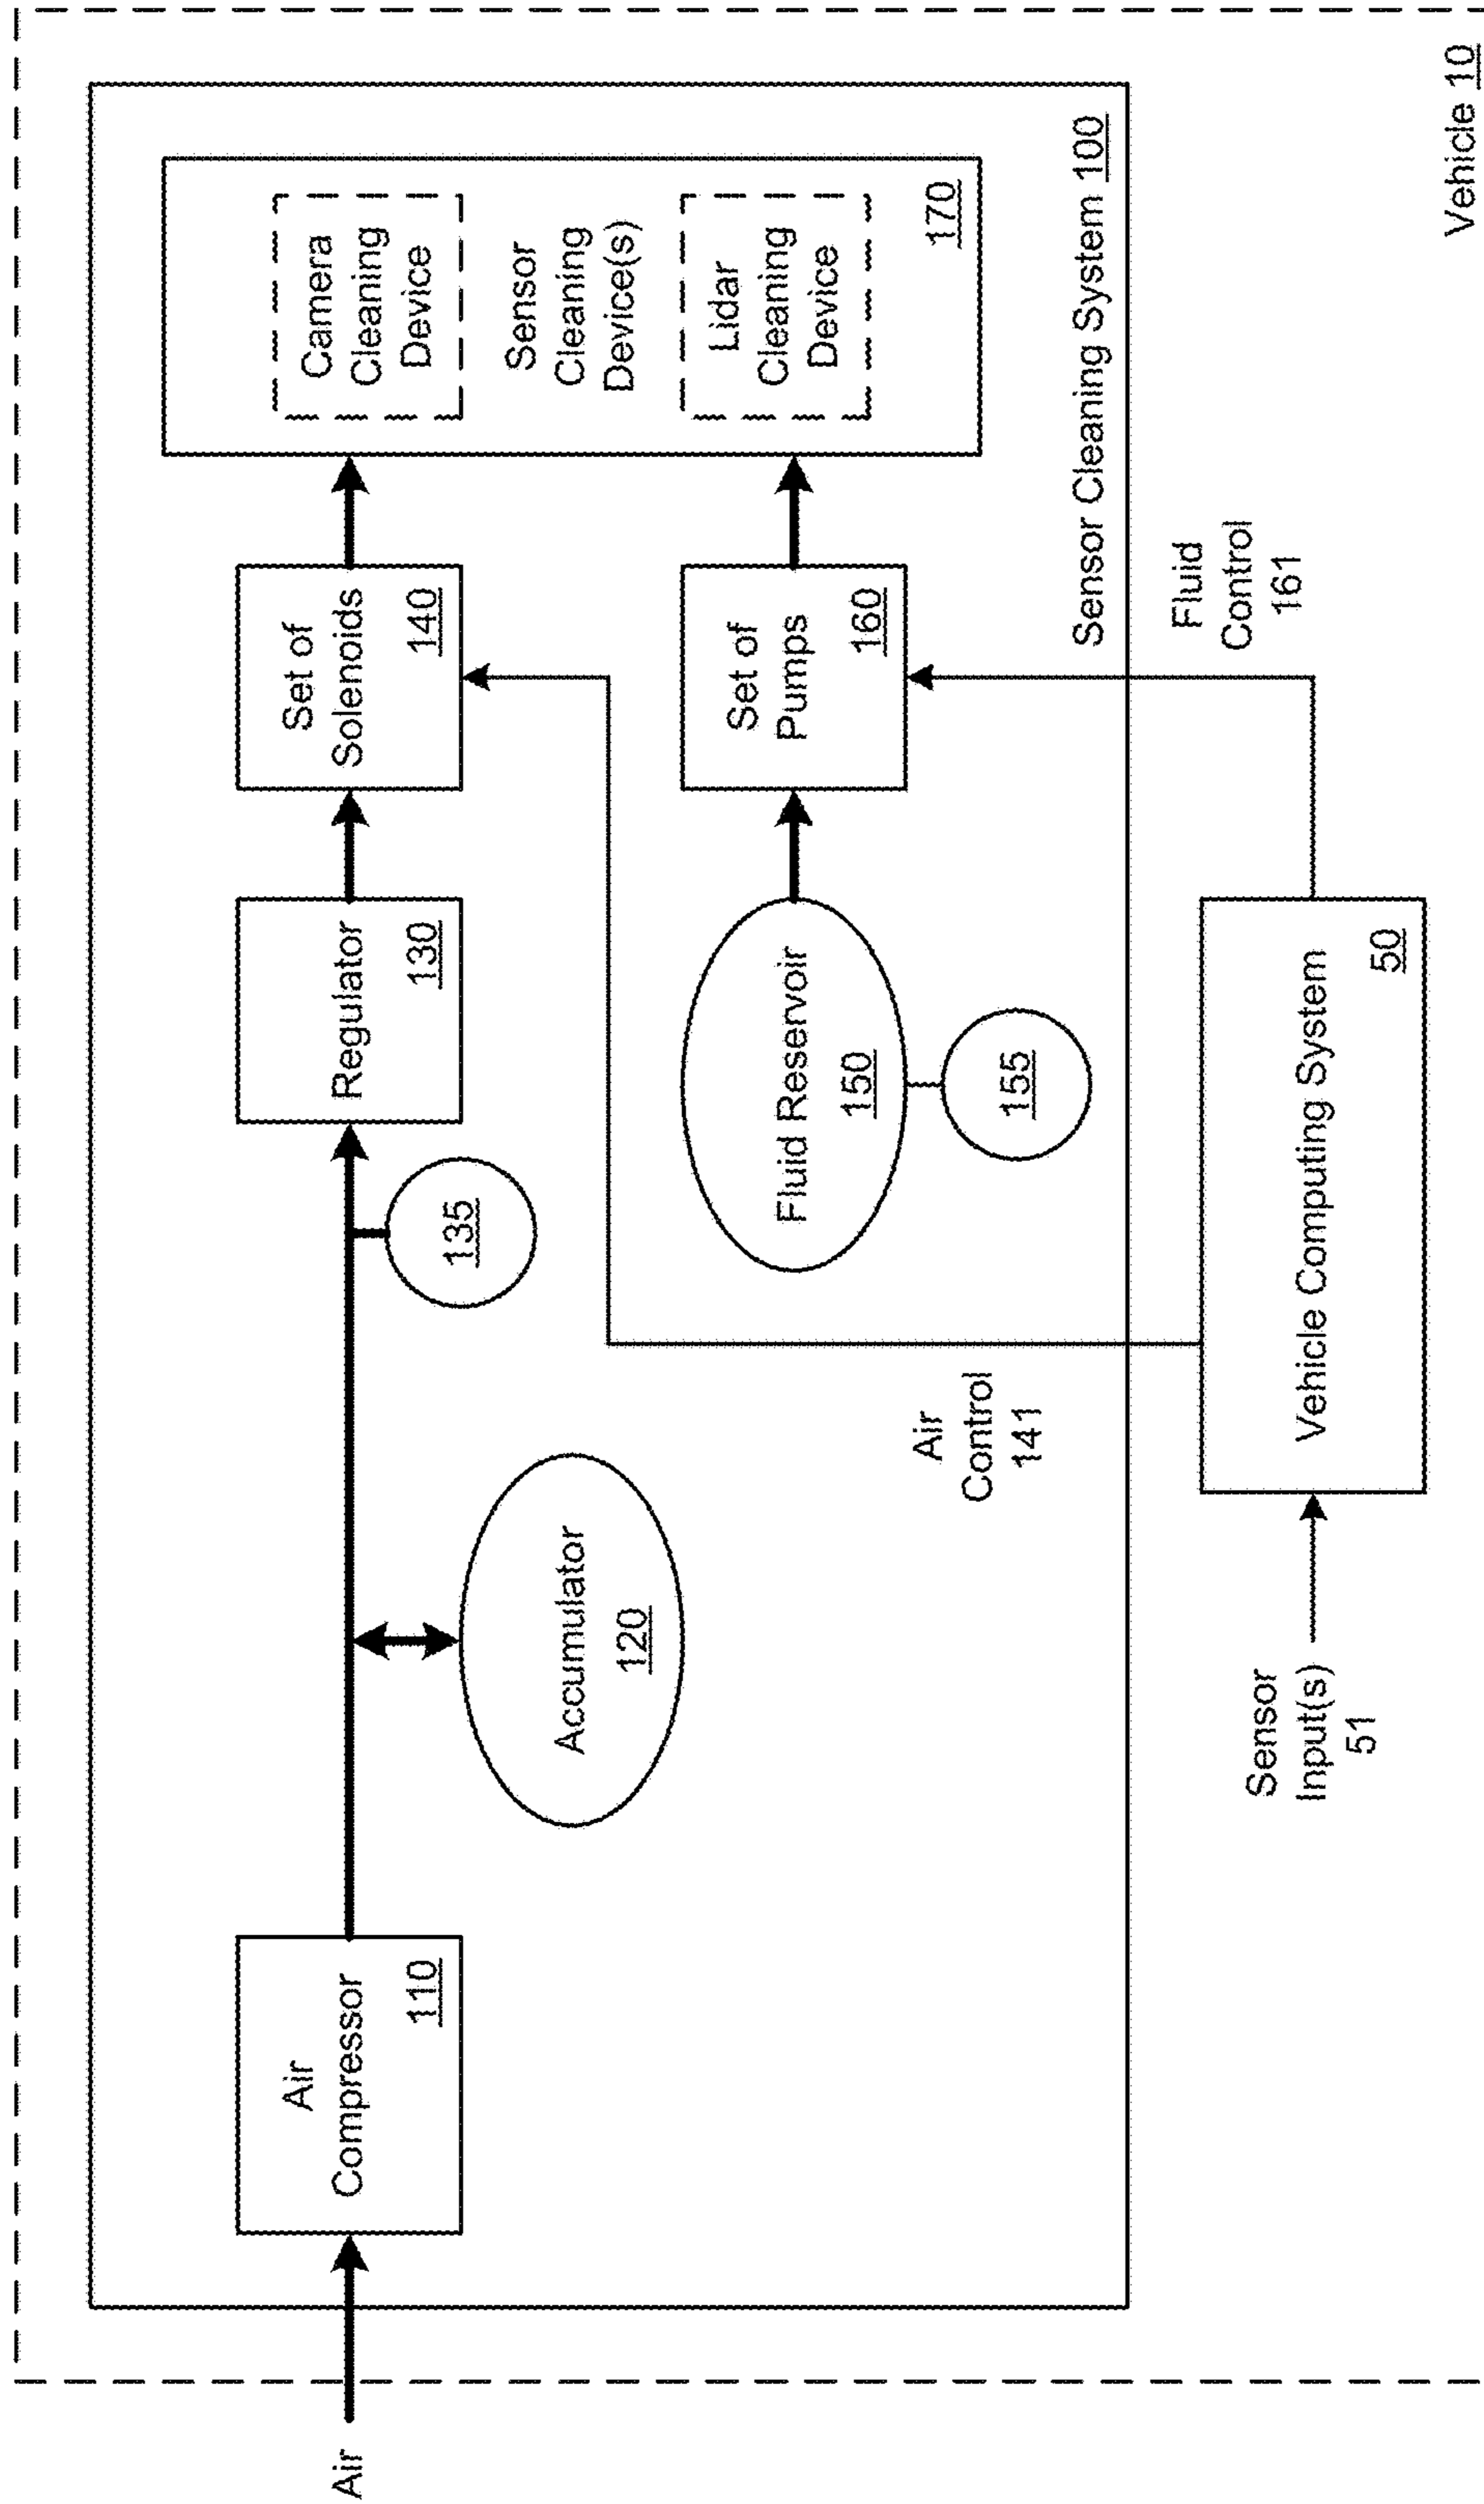 Air
Air
Compressor
110
Accumulator
120
135
Regulator
130
Set of
Solenoids
140
Camera
Cleaning
Device
Sensor
Cleaning
Device(s)
Lidar
Cleaning
Device
170
Fluid Reservoir
150
155
Set of
Pumps
160
Air
Control
141
Sensor Cleaning System 100
Fluid
Control
161
Sensor
Input(s)
51
Vehicle Computing System
50
Vehicle 10